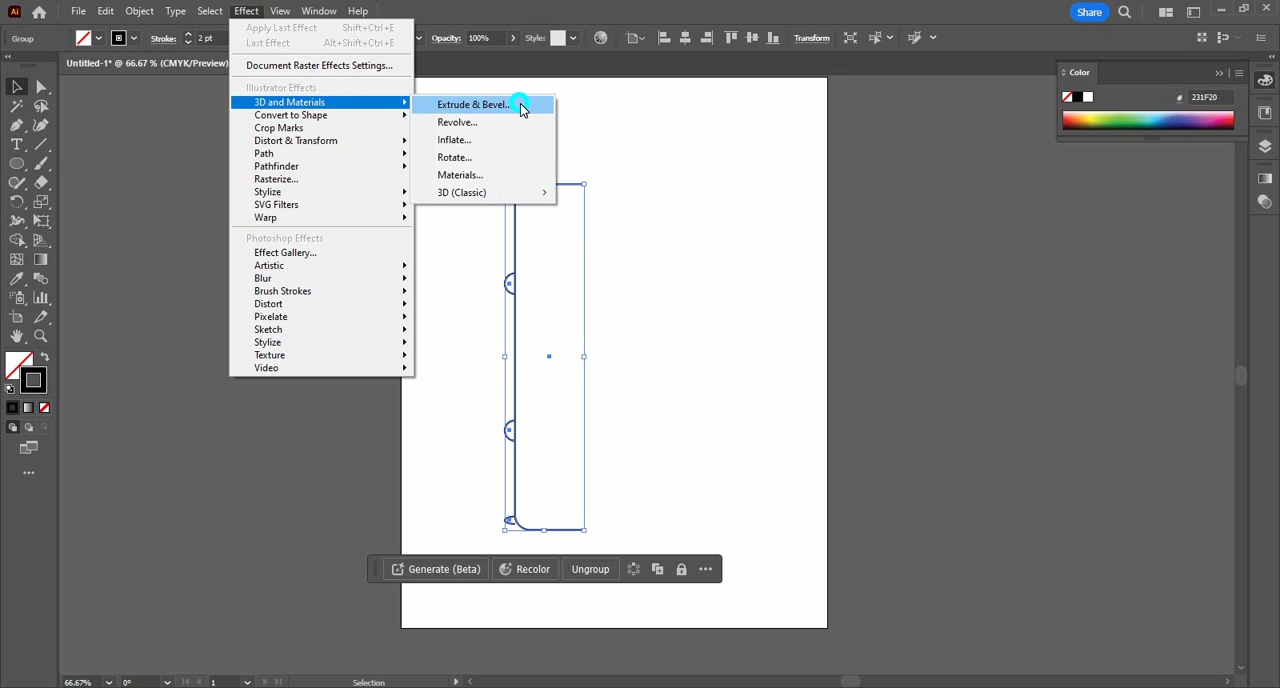 Ai File Edit Object Type Select Effect View Window Help Share
Group Stroke: 2 pt Opacity: 100% Style: Transform
Untitled-1* @ 66.67 % (CMYK/Preview)
Apply Last Effect Shift+Ctrl+E
Last Effect Alt+Shift+Ctrl+E
Document Raster Effects Settings...
Illustrator Effects
3D and Materials
Convert to Shape
Crop Marks
Distort & Transform
Path
Pathfinder
Rasterize...
Stylize
SVG Filters
Warp
Photoshop Effects
Effect Gallery...
Artistic
Blur
Brush Strokes
Distort
Pixelate
Sketch
Stylize
Texture
Video
Extrude & Bevel...
Revolve...
Inflate...
Rotate...
Materials...
3D (Classic)
Color
# 231F20
Generate (Beta) Recolor Ungroup
66.67% 0° 1 Selection